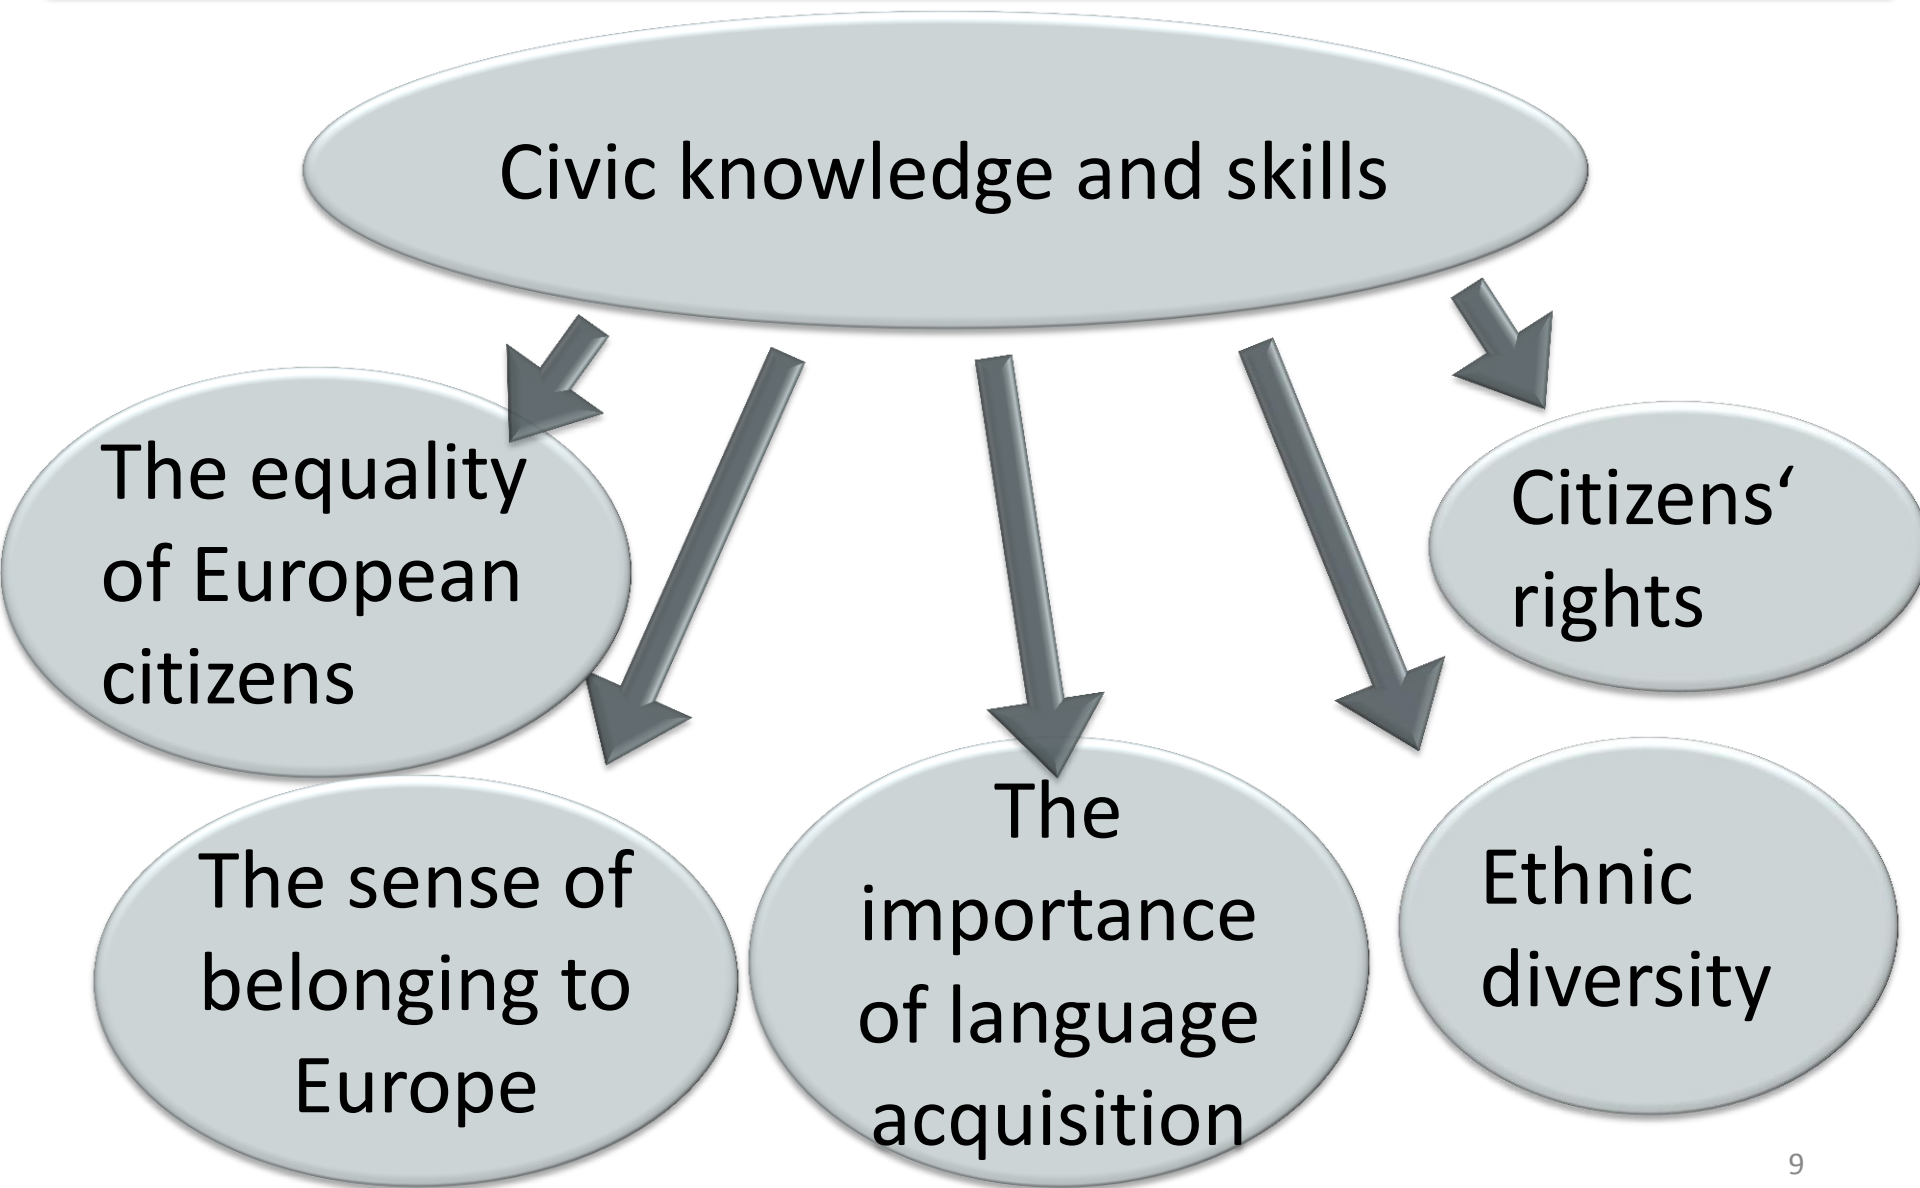 Civic knowledge and skills
The equality
of European
citizens
Citizens‘
rights
The sense of
belonging to
Europe
The
importance
of language
acquisition
Ethnic
diversity
9